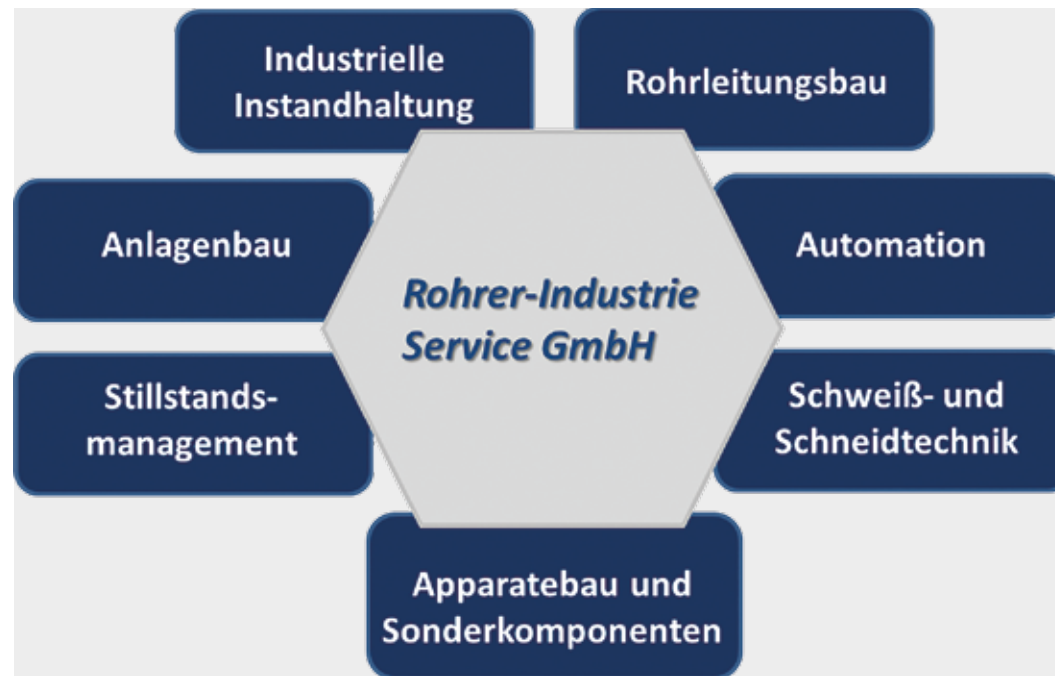 Industrielle
Instandhaltung
Rohrleitungsbau
Anlagenbau
Automation
Rohrer-Industrie
Service GmbH
Stillstands-
management
Schweiß- und
Schneidtechnik
Apparatebau und
Sonderkomponenten